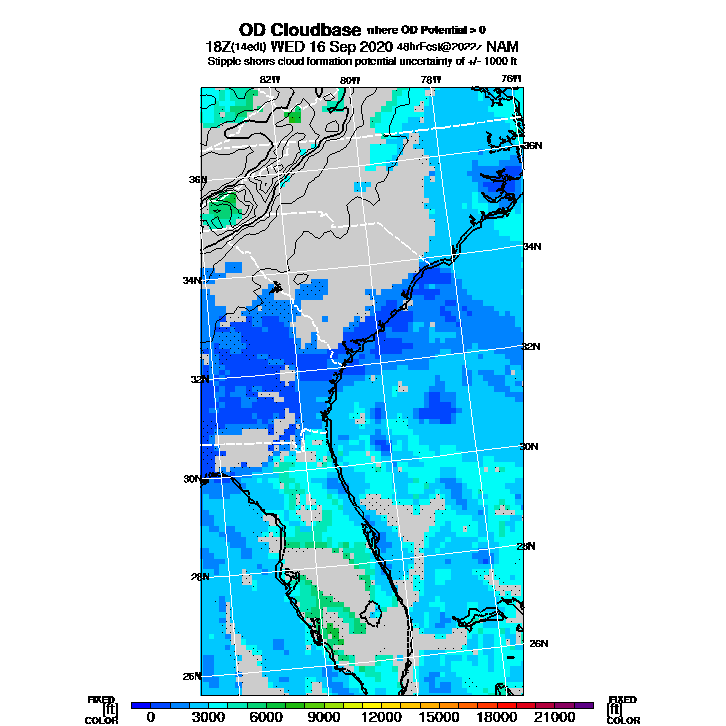 OD Cloudbase where OD Potential > 0
18Z(14edt) WED 16 Sep 2020 48hrFcst@2022z NAM
Stipple shows cloud formation potential uncertainty of +/- 1000 ft
82W 80W 78W 76W
36N
36N
34N
34N
32N
32N
30N
30N
28N
28N
26N
26N
FIXED FIXED
[ft] [ft]
COLOR 0 3000 6000 9000 12000 15000 18000 21000 COLOR